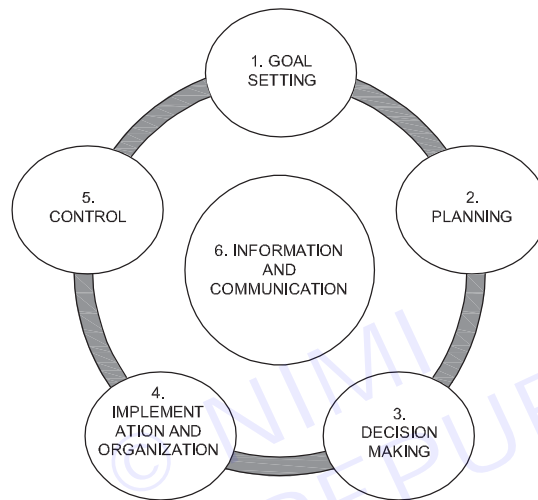 1. GOAL
SETTING
2.
PLANNING
3.
DECISION
MAKING
4.
IMPLEMENT
ATION AND
ORGANIZATION
5.
CONTROL
6. INFORMATION
AND
COMMUNICATION
© NIMI